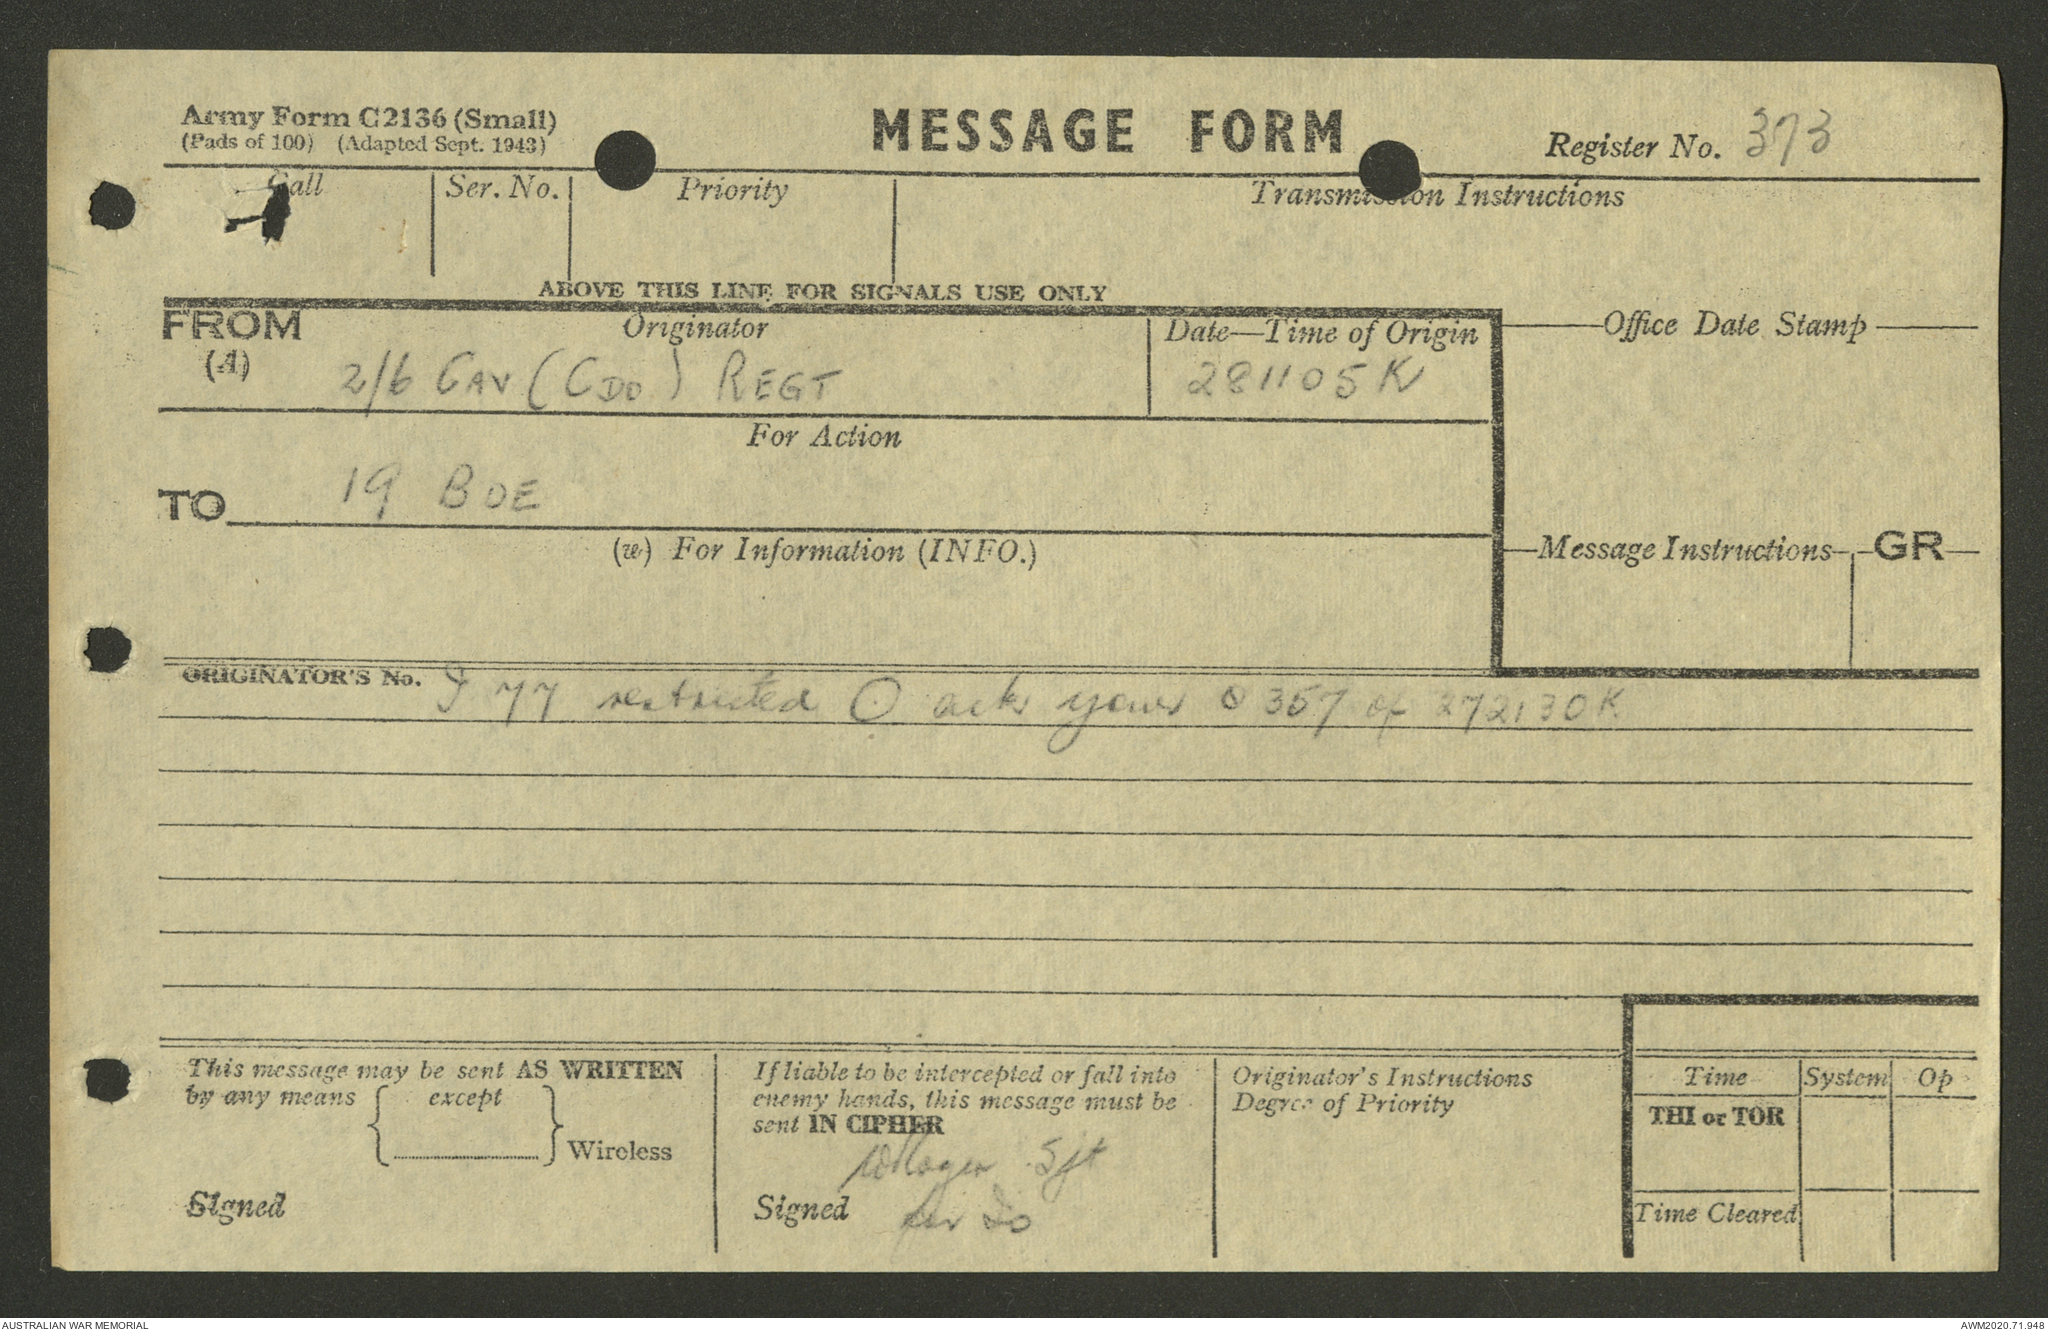 Army Form C2136 (Small)
(Pads of 100) (Adapted Sept. 1943)
MESSAGE FORM
Register No. 373
Call
Ser. No.
Priority
Transmission Instructions
ABOVE THIS LINE FOR SIGNALS USE ONLY
FROM
(A)
Originator
2/6 CAV (CDO) REGT
Date—Time of Origin
281105K
Office Date Stamp
For Action
TO
19 BDE
(w) For Information (INFO.)
Message Instructions
GR
ORIGINATOR'S No. I 77 restricted O ack your O 357 of 272130K
This message may be sent AS WRITTEN
by any means except
Wireless
Signed
If liable to be intercepted or fall into
enemy hands, this message must be
sent IN CIPHER
Sjt
Signed for IO
Originator's Instructions
Degree of Priority
Time System Op
THI or TOR
Time Cleared
AUSTRALIAN WAR MEMORIAL
AWM2020.71.948